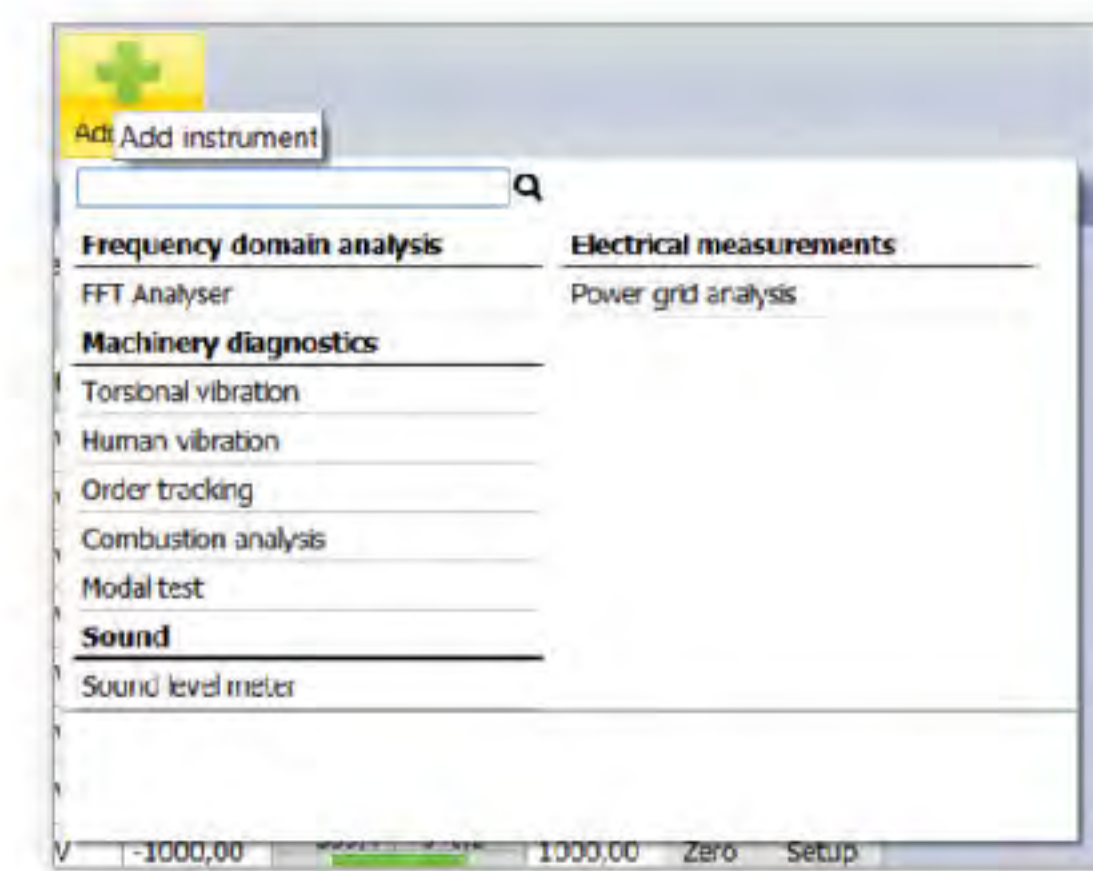 Add instrument
Frequency domain analysis
FFT Analyser
Machinery diagnostics
Torsional vibration
Human vibration
Order tracking
Combustion analysis
Modal test
Sound
Sound level meter
Electrical measurements
Power grid analysis
V -1000,00 1000,00 Zero Setup